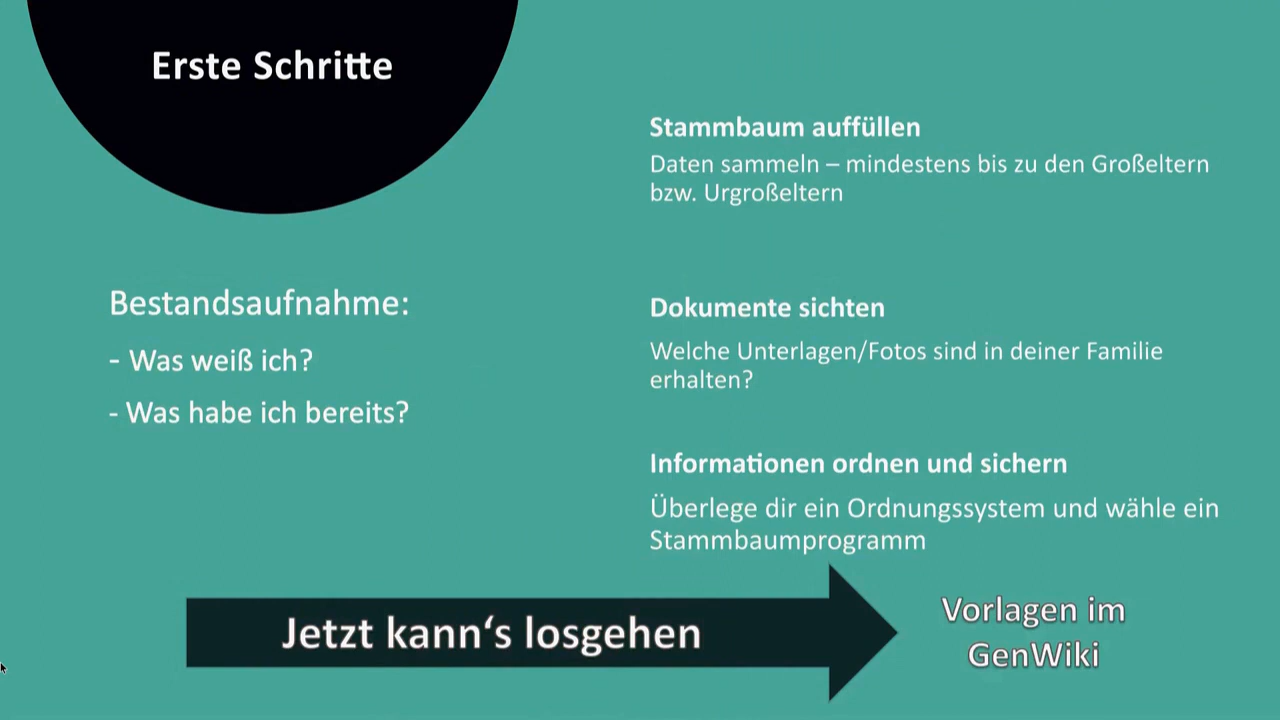 Erste Schritte
Bestandsaufnahme:
- Was weiß ich?
- Was habe ich bereits?
Stammbaum auffüllen
Daten sammeln – mindestens bis zu den Großeltern
bzw. Urgroßeltern
Dokumente sichten
Welche Unterlagen/Fotos sind in deiner Familie
erhalten?
Informationen ordnen und sichern
Überlege dir ein Ordnungssystem und wähle ein
Stammbaumprogramm
Jetzt kann‘s losgehen
Vorlagen im
GenWiki